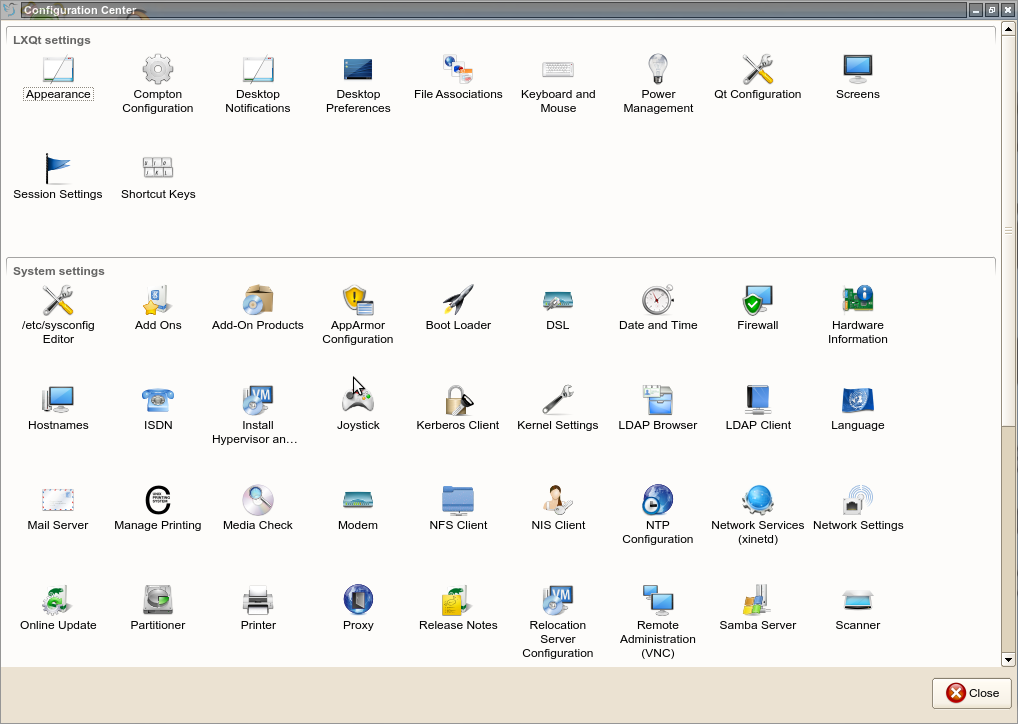 Configuration Center
LXQt settings
Appearance
Compton
Configuration
Desktop
Notifications
Desktop
Preferences
File Associations
Keyboard and
Mouse
Power
Management
Qt Configuration
Screens
Session Settings
Shortcut Keys
System settings
/etc/sysconfig
Editor
Add Ons
Add-On Products
AppArmor
Configuration
Boot Loader
DSL
Date and Time
Firewall
Hardware
Information
Hostnames
ISDN
VM
Install
Hypervisor an...
Joystick
Kerberos Client
Kernel Settings
LDAP Browser
LDAP Client
Language
Mail Server
Manage Printing
Media Check
Modem
NFS Client
NIS Client
NTP
Configuration
Network Services
(xinetd)
Network Settings
Online Update
Partitioner
Printer
Proxy
Release Notes
VM
Relocation
Server
Configuration
Remote
Administration
(VNC)
Samba Server
Scanner
Close